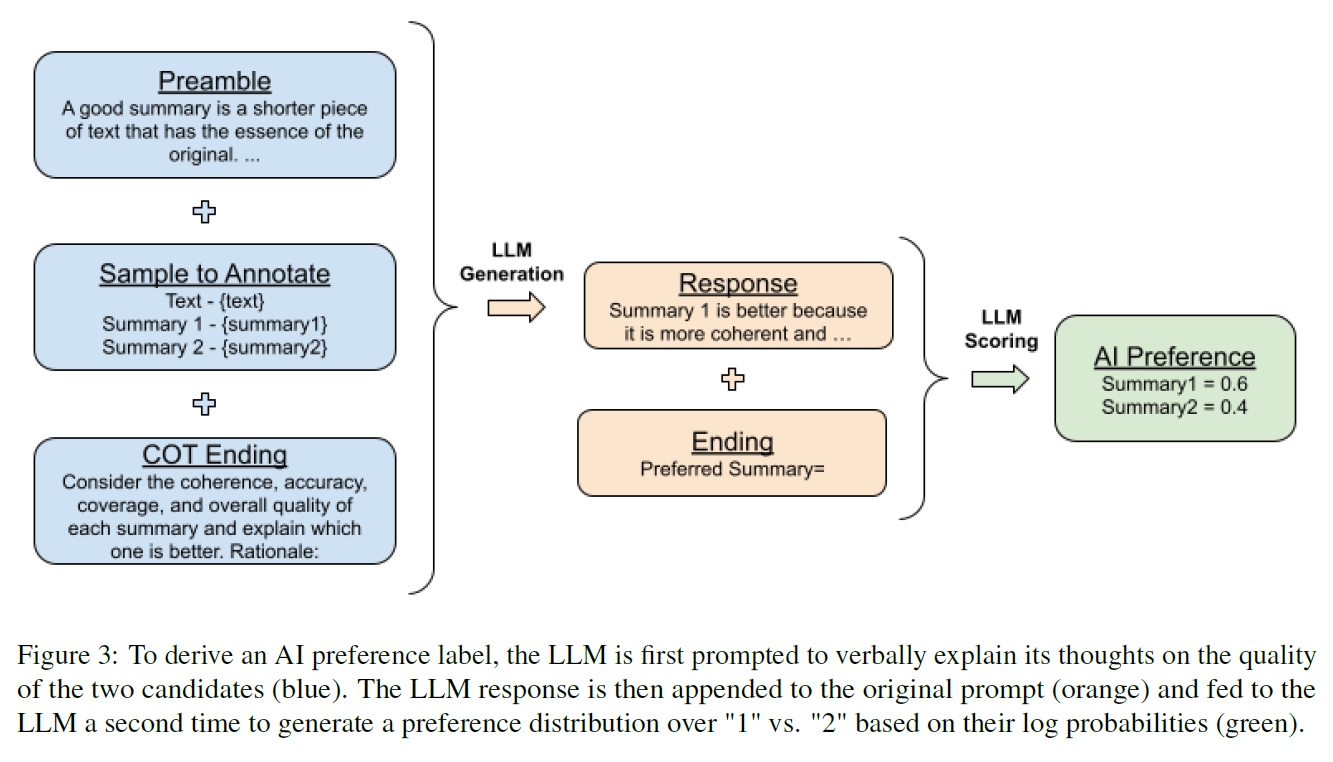 Preamble
A good summary is a shorter piece
of text that has the essence of the
original. ...
Sample to Annotate
Text - {text}
Summary 1 - {summary1}
Summary 2 - {summary2}
COT Ending
Consider the coherence, accuracy,
coverage, and overall quality of
each summary and explain which
one is better. Rationale:
LLM
Generation
Response
Summary 1 is better because
it is more coherent and ...
Ending
Preferred Summary=
LLM
Scoring
AI Preference
Summary1 = 0.6
Summary2 = 0.4
Figure 3: To derive an AI preference label, the LLM is first prompted to verbally explain its thoughts on the quality
of the two candidates (blue). The LLM response is then appended to the original prompt (orange) and fed to the
LLM a second time to generate a preference distribution over "1" vs. "2" based on their log probabilities (green).